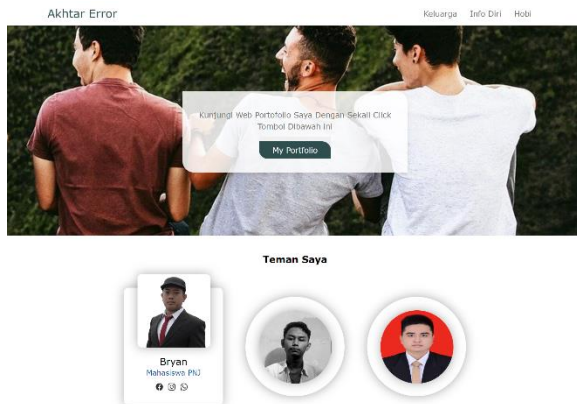 Akhtar Error
Keluarga Info Diri Hobi
Kunjungi Web Portofolio Saya Dengan Sekali Click
Tombol Dibawah Ini
My Portfolio
Teman Saya
Bryan
Mahasiswa PNJ